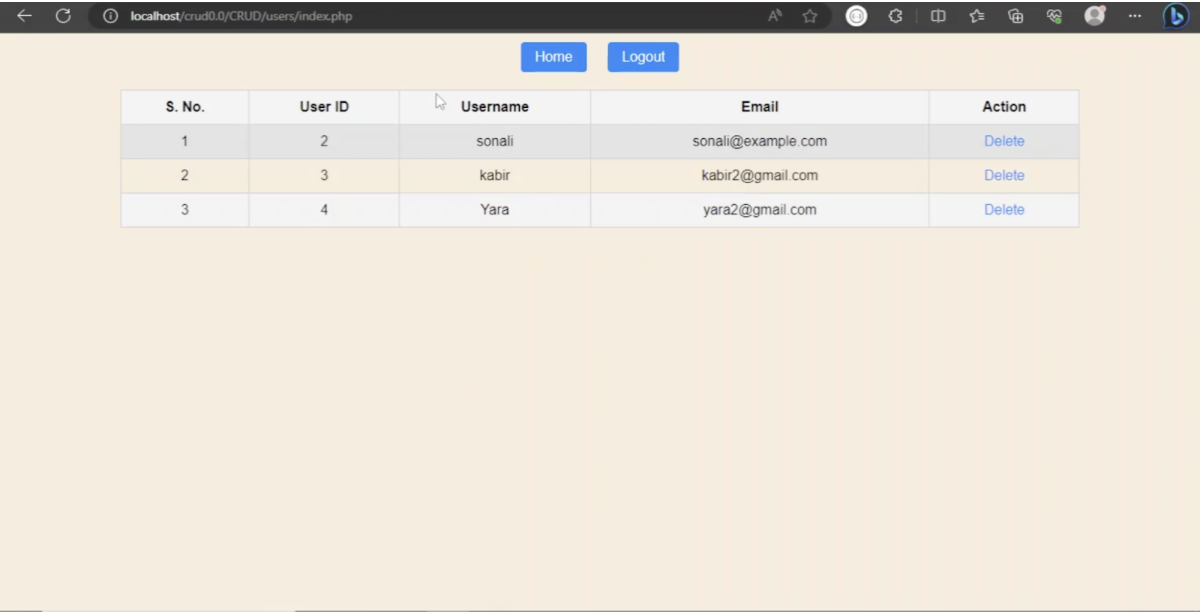 localhost/crud0.0/CRUD/users/index.php
Home Logout
S. No. User ID Username Email Action
1 2 sonali sonali@example.com Delete
2 3 kabir kabir2@gmail.com Delete
3 4 Yara yara2@gmail.com Delete